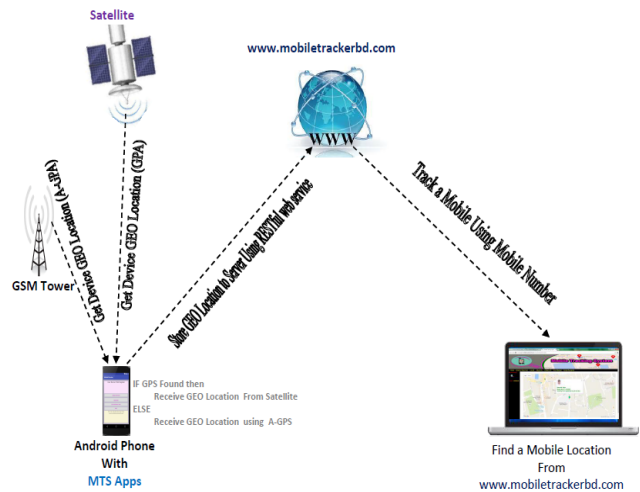 Satellite
www.mobiletrackerbd.com
WWW
Get Device GEO Location (A-GPA)
Get Device GEO Location (GPA)
Store GEO Location to Server Using RESTful web service
Track a Mobile Using Mobile Number
GSM Tower
IF GPS Found then
Receive GEO Location From Satellite
ELSE
Receive GEO Location using A-GPS
Android Phone
With
MTS Apps
Mobile Tracking System
Find a Mobile Location
From
www.mobiletrackerbd.com